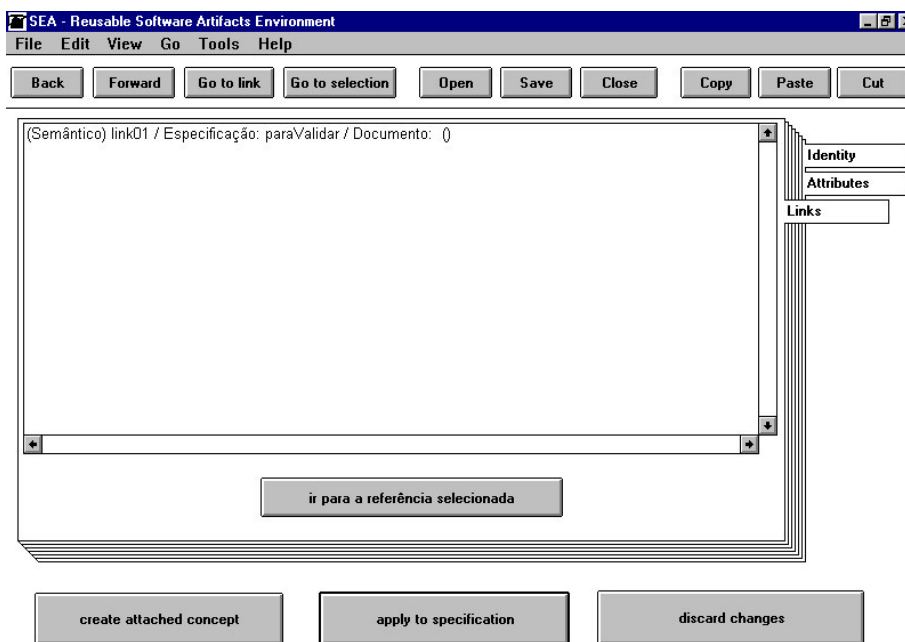 SEA - Reusable Software Artifacts Environment
File Edit View Go Tools Help
Back Forward Go to link Go to selection Open Save Close Copy Paste Cut
(Semântico) link01 / Especificação: paraValidar / Documento: ()
Identity
Attributes
Links
ir para a referência selecionada
create attached concept apply to specification discard changes